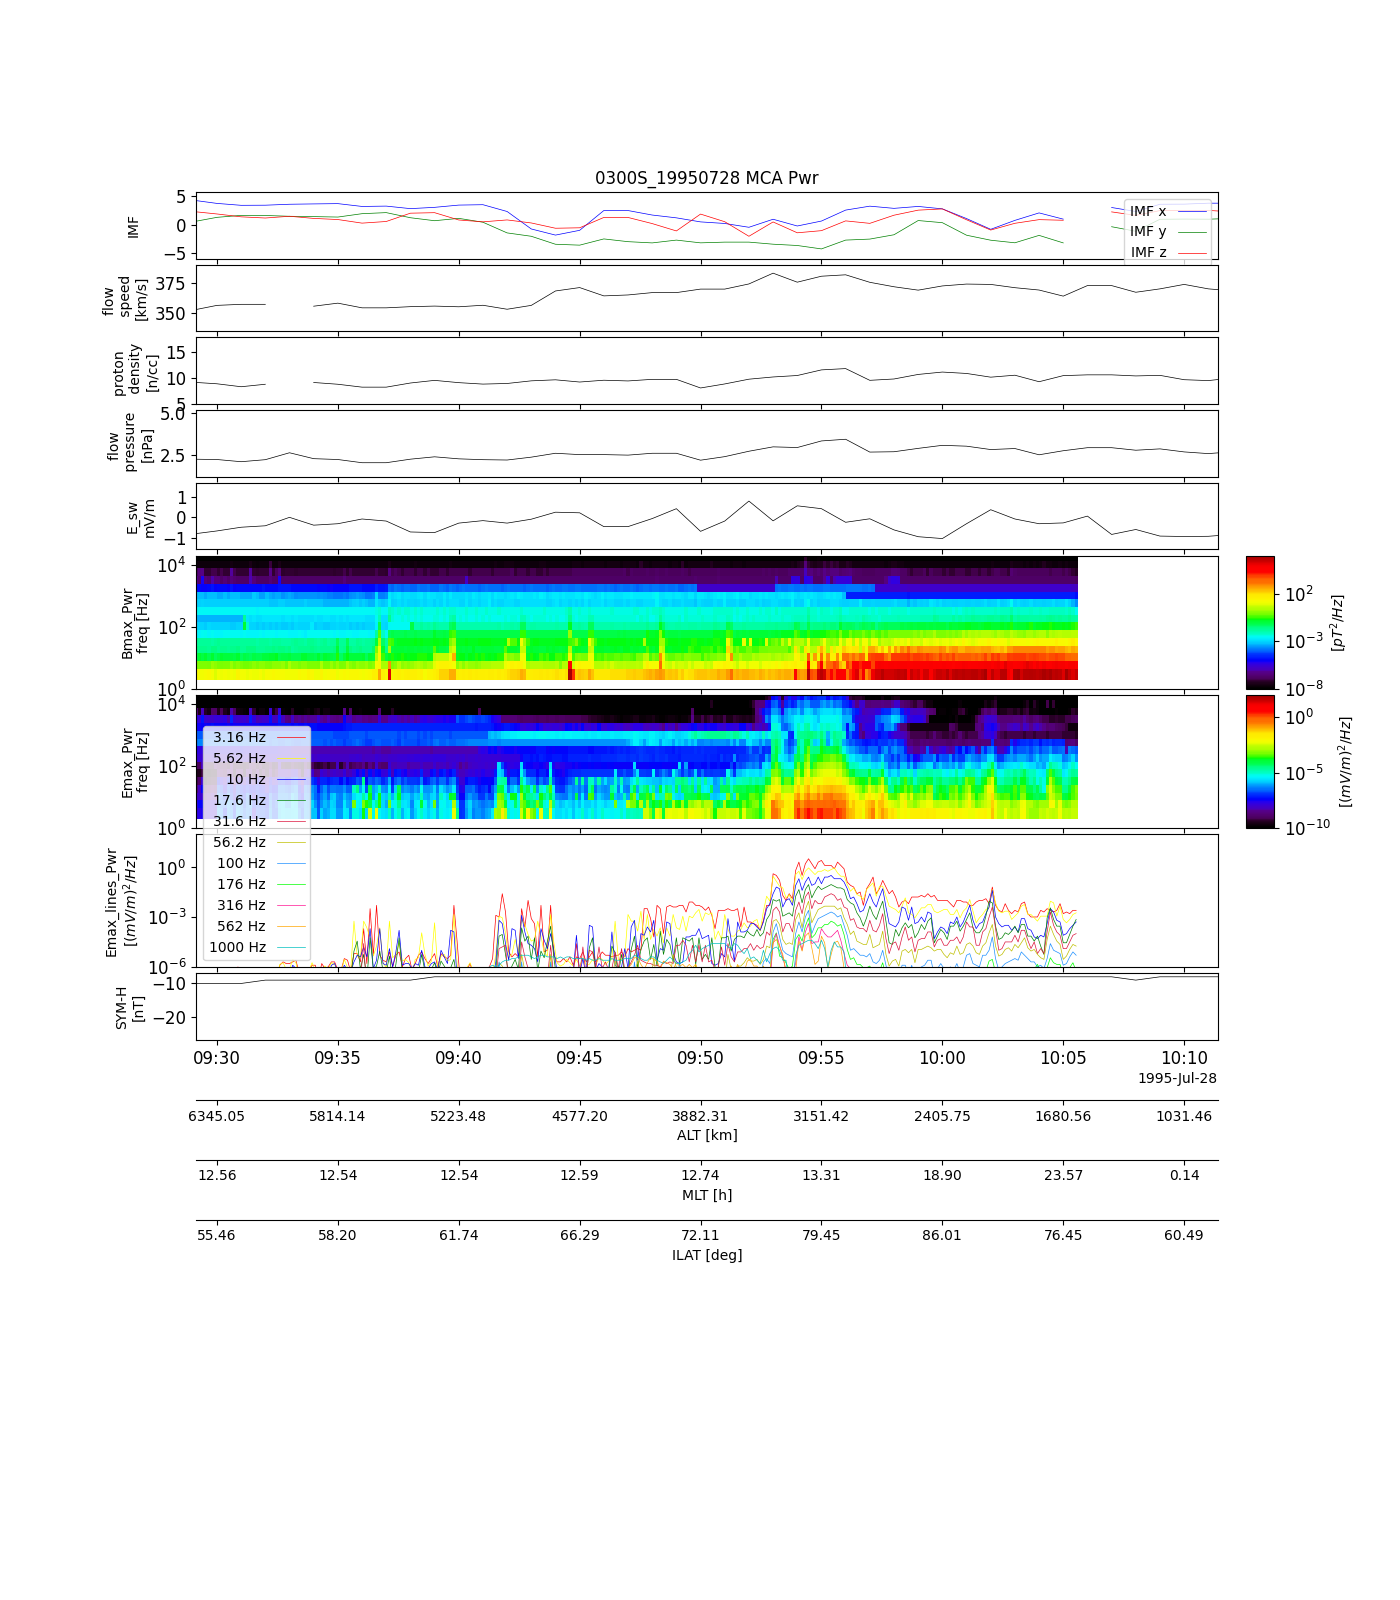 0300S_19950728 MCA Pwr
IMF
5
0
−5
IMF x
IMF y
IMF z
flow
speed
[km/s]
375
350
proton
density
[n/cc]
15
10
5
flow
pressure
[nPa]
5.0
2.5
E_sw
mV/m
1
0
−1
Bmax_Pwr
freq [Hz]
10^4
10^2
10^0
10^2
10^−3
10^−8
[pT^2/Hz]
Emax_Pwr
freq [Hz]
10^4
10^2
10^0
10^0
10^−5
10^−10
[(mV/m)^2/Hz]
3.16 Hz
5.62 Hz
10 Hz
17.6 Hz
31.6 Hz
56.2 Hz
100 Hz
176 Hz
316 Hz
562 Hz
1000 Hz
Emax_lines_Pwr
[(mV/m)^2/Hz]
10^0
10^−3
10^−6
SYM-H
[nT]
−10
−20
09:30 09:35 09:40 09:45 09:50 09:55 10:00 10:05 10:10
1995-Jul-28
6345.05 5814.14 5223.48 4577.20 3882.31 3151.42 2405.75 1680.56 1031.46
ALT [km]
12.56 12.54 12.54 12.59 12.74 13.31 18.90 23.57 0.14
MLT [h]
55.46 58.20 61.74 66.29 72.11 79.45 86.01 76.45 60.49
ILAT [deg]